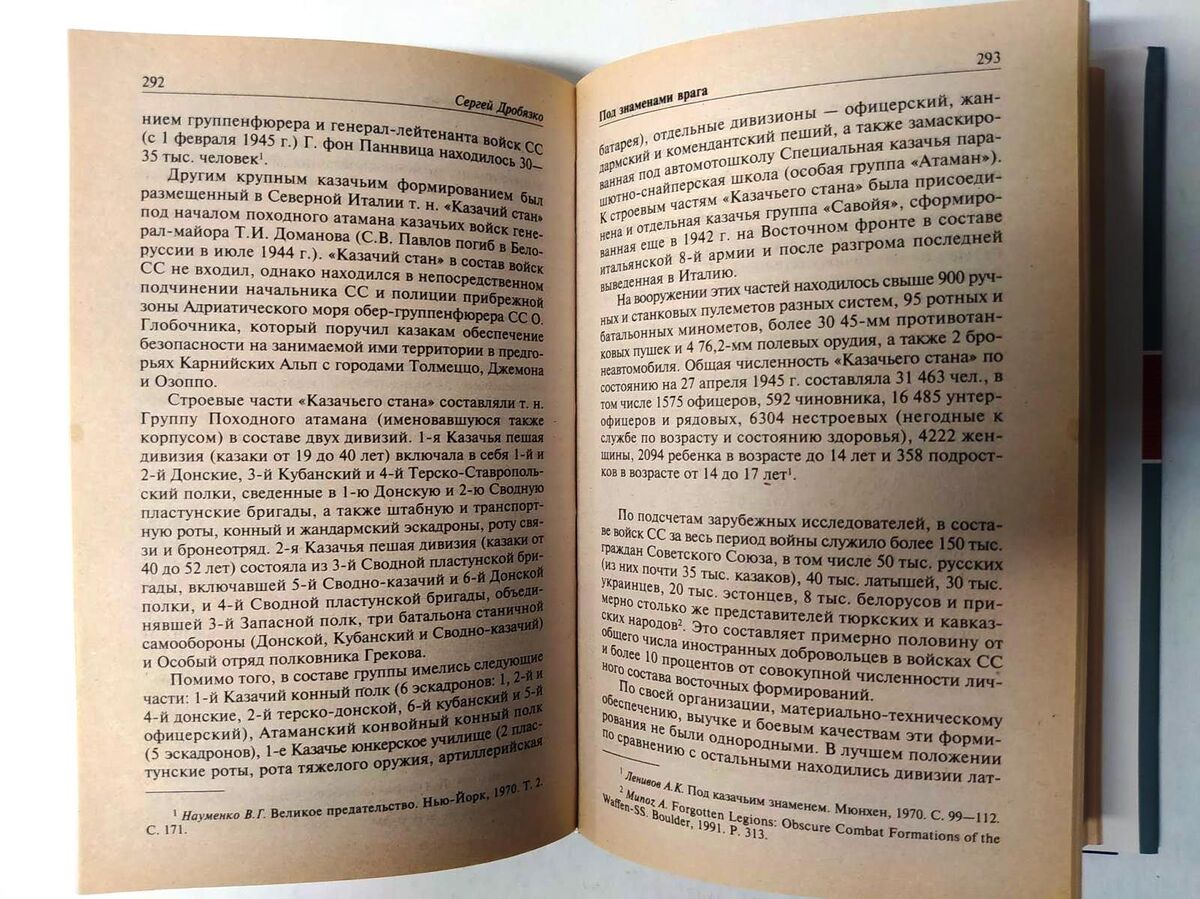 292
Сергей Дробязко
нием группенфюрера и генерал-лейтенанта войск СС
(с 1 февраля 1945 г.) Г. фон Паннвица находилось 30—
35 тыс. человек¹.
Другим крупным казачьим формированием был
размещенный в Северной Италии т. н. «Казачий стан»
под началом походного атамана казачьих войск гене-
рал-майора Т.И. Доманова (С.В. Павлов погиб в Бело-
руссии в июле 1944 г.). «Казачий стан» в состав войск
СС не входил, однако находился в непосредственном
подчинении начальника СС и полиции прибрежной
зоны Адриатического моря обер-группенфюрера СС О.
Глобочника, который поручил казакам обеспечение
безопасности на занимаемой ими территории в предго-
рьях Карнийских Альп с городами Толмеццо, Джемона
и Озоппо.
Строевые части «Казачьего стана» составляли т. н.
Группу Походного атамана (именовавшуюся также
корпусом) в составе двух дивизий. 1-я Казачья пешая
дивизия (казаки от 19 до 40 лет) включала в себя 1-й и
2-й Донские, 3-й Кубанский и 4-й Терско-Ставрополь-
ский полки, сведенные в 1-ю Донскую и 2-ю Сводную
пластунские бригады, а также штабную и транспорт-
ную роты, конный и жандармский эскадроны, роту свя-
зи и бронеотряд. 2-я Казачья пешая дивизия (казаки от
40 до 52 лет) состояла из 3-й Сводной пластунской бри-
гады, включавшей 5-й Сводно-казачий и 6-й Донской
полки, и 4-й Сводной пластунской бригады, объеди-
нявшей 3-й Запасной полк, три батальона станичной
самообороны (Донской, Кубанский и Сводно-казачий)
и Особый отряд полковника Грекова.
Помимо того, в составе группы имелись следующие
части: 1-й Казачий конный полк (6 эскадронов: 1, 2-й и
4-й донские, 2-й терско-донской, 6-й кубанский и 5-й
офицерский), Атаманский конвойный конный полк
(5 эскадронов), 1-е Казачье юнкерское училище (2 плас-
тунские роты, рота тяжелого оружия, артиллерийская
¹ Науменко В.Г. Великое предательство. Нью-Йорк, 1970. Т. 2.
С. 171.
293
Под знаменами врага
батарея), отдельные дивизионы — офицерский, жан-
дармский и комендантский пеший, а также замаскиро-
ванная под автомотошколу Специальная казачья пара-
шютно-снайперская школа (особая группа «Атаман»).
К строевым частям «Казачьего стана» была присоеди-
нена и отдельная казачья группа «Савойя», сформиро-
ванная еще в 1942 г. на Восточном фронте в составе
итальянской 8-й армии и после разгрома последней
выведенная в Италию.
На вооружении этих частей находилось свыше 900 руч-
ных и станковых пулеметов разных систем, 95 ротных и
батальонных минометов, более 30 45-мм противотан-
ковых пушек и 4 76,2-мм полевых орудия, а также 2 бро-
неавтомобиля. Общая численность «Казачьего стана» по
состоянию на 27 апреля 1945 г. составляла 31 463 чел., в
том числе 1575 офицеров, 592 чиновника, 16 485 унтер-
офицеров и рядовых, 6304 нестроевых (негодные к
службе по возрасту и состоянию здоровья), 4222 жен-
щины, 2094 ребенка в возрасте до 14 лет и 358 подрост-
ков в возрасте от 14 до 17 лет¹.
По подсчетам зарубежных исследователей, в соста-
ве войск СС за весь период войны служило более 150 тыс.
граждан Советского Союза, в том числе 50 тыс. русских
(из них почти 35 тыс. казаков), 40 тыс. латышей, 30 тыс.
украинцев, 20 тыс. эстонцев, 8 тыс. белорусов и при-
мерно столько же представителей тюркских и кавказ-
ских народов². Это составляет примерно половину от
общего числа иностранных добровольцев в войсках СС
и более 10 процентов от совокупной численности лич-
ного состава восточных формирований.
По своей организации, материально-техническому
обеспечению, выучке и боевым качествам эти форми-
рования не были однородными. В лучшем положении
по сравнению с остальными находились дивизии лат-
¹ Ленивов А.К. Под казачьим знаменем. Мюнхен, 1970. С. 99—112.
² Munoz A. Forgotten Legions: Obscure Combat Formations of the
Waffen-SS. Boulder, 1991. P. 313.